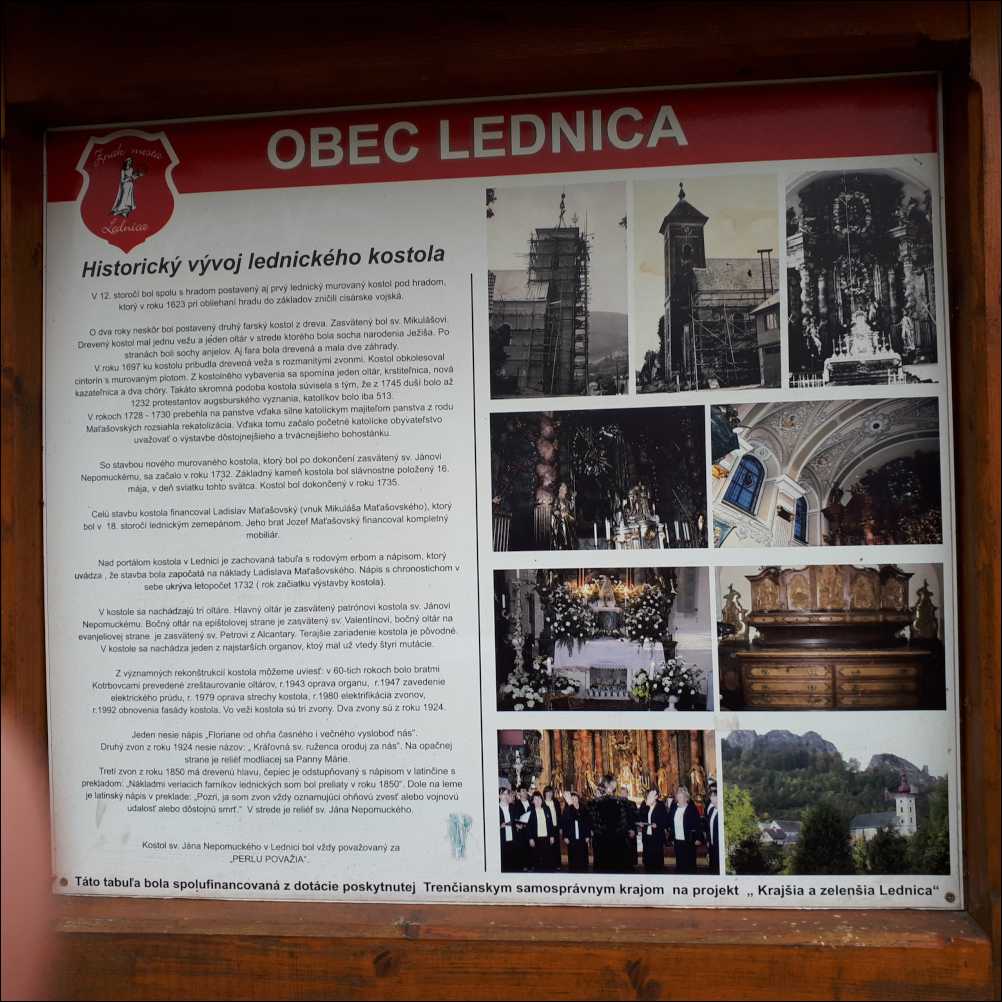 OBEC LEDNICA
Znak mesta
Lednice
Historický vývoj lednického kostola
V 12. storočí bol spolu s hradom postavený aj prvý lednický murovaný kostol pod hradom,
ktorý v roku 1623 pri obliehaní hradu do základov zničili cisárske vojská.
O dva roky neskôr bol postavený druhý farský kostol z dreva. Zasvätený bol sv. Mikulášovi.
Drevený kostol mal jednu vežu a jeden oltár v strede ktorého bola socha narodenia Ježiša. Po
stranách boli sochy anjelov. Aj fara bola drevená a mala dve záhrady.
V roku 1697 ku kostolu pribudla drevená veža s rozmanitými zvonmi. Kostol obkolesoval
cintorín s murovaným plotom. Z kostolného vybavenia sa spomína jeden oltár, krstiteľnica, nová
kazateľnica a dva chóry. Takáto skromná podoba kostola súvisela s tým, že z 1745 duší bolo až
1232 protestantov augsburského vyznania, katolíkov bolo iba 513.
V rokoch 1728 - 1730 prebehla na panstve vďaka silne katolíckym majiteľom panstva z rodu
Maťašovských rozsiahla rekatolizácia. Vďaka tomu začalo početné katolícke obyvateľstvo
uvažovať o výstavbe dôstojnejšieho a trvácnejšieho bohostánku.
So stavbou nového murovaného kostola, ktorý bol po dokončení zasvätený sv. Jánovi
Nepomuckému, sa začalo v roku 1732. Základný kameň kostola bol slávnostne položený 16.
mája, v deň sviatku tohto svätca. Kostol bol dokončený v roku 1735.
Celú stavbu kostola financoval Ladislav Maťašovský (vnuk Mikuláša Maťašovského), ktorý
bol v 18. storočí lednickým zemepánom. Jeho brat Jozef Maťašovský financoval kompletný
mobiliár.
Nad portálom kostola v Lednici je zachovaná tabuľa s rodovým erbom a nápisom, ktorý
uvádza , že stavba bola započatá na náklady Ladislava Maťašovského. Nápis s chronostichom v
sebe ukrýva letopočet 1732 ( rok začiatku výstavby kostola).
V kostole sa nachádzajú tri oltáre. Hlavný oltár je zasvätený patrónovi kostola sv. Jánovi
Nepomuckému. Bočný oltár na epištolovej strane je zasvätený sv. Valentínovi, bočný oltár na
evanjeliovej strane je zasvätený sv. Petrovi z Alcantary. Terajšie zariadenie kostola je pôvodné.
V kostole sa nachádza jeden z najstarších organov, ktoý mal už vtedy štyri mutácie.
Z významných rekonštrukcií kostola môžeme uviesť: v 60-tich rokoch bolo bratmi
Kotrbovcami prevedené zreštaurovanie oltárov, r.1943 oprava organu, r.1947 zavedenie
elektrického prúdu, r. 1979 oprava strechy kostola, r.1980 elektrifikácia zvonov,
r.1992 obnovenia fasády kostola. Vo veži kostola sú tri zvony. Dva zvony sú z roku 1924.
Jeden nesie nápis „Floriane od ohňa časného i večného vysloboď nás".
Druhý zvon z roku 1924 nesie názov: „ Kráľovná sv. ruženca oroduj za nás". Na opačnej
strane je reliéf modliacej sa Panny Márie.
Tretí zvon z roku 1850 má drevenú hlavu, čepiec je odstupňovaný s nápisom v latinčine s
prekladom: „Nákladmi veriacich farníkov lednických som bol preliaty v roku 1850". Dole na leme
je latinský nápis v preklade: „Pozri, ja som zvon vždy oznamujúci ohňovú zvesť alebo vojnovú
udalosť alebo dôstojnú smrť." V strede je reliéf sv. Jána Nepomuckého.
Kostol sv. Jána Nepomuckého v Lednici bol vždy považovaný za
„PERLU POVAŽIA".
Táto tabuľa bola spolufinancovaná z dotácie poskytnutej Trenčianskym samosprávnym krajom na projekt „ Krajšia a zelenšia Lednica"